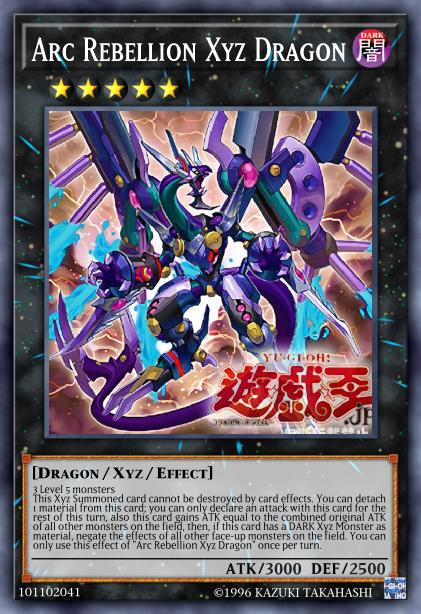 Arc Rebellion Xyz Dragon
DARK
闇
YU-GI-OH!
遊戯王
.JP
[Dragon / Xyz / Effect]
3 Level 5 monsters
This Xyz Summoned card cannot be destroyed by card effects. You can detach
1 material from this card; you can only declare an attack with this card for the
rest of this turn, also this card gains ATK equal to the combined original ATK
of all other monsters on the field, then, if this card has a DARK Xyz Monster as
material, negate the effects of all other face-up monsters on the field. You can
only use this effect of "Arc Rebellion Xyz Dragon" once per turn.
ATK/3000 DEF/2500
101102041
©1996 KAZUKI TAKAHASHI